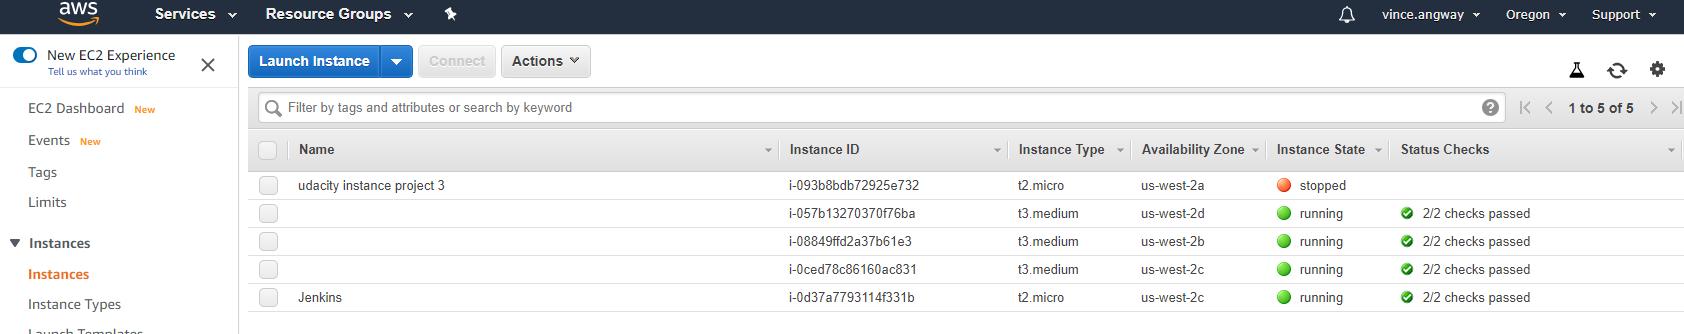 aws
Services
Resource Groups
vince.angway
Oregon
Support
New EC2 Experience
Tell us what you think
EC2 Dashboard New
Events New
Tags
Limits
Instances
Instances
Instance Types
Launch Templates
Launch Instance
Connect
Actions
Filter by tags and attributes or search by keyword
1 to 5 of 5
Name Instance ID Instance Type Availability Zone Instance State Status Checks
udacity instance project 3 i-093b8bdb72925e732 t2.micro us-west-2a stopped
i-057b13270370f76ba t3.medium us-west-2d running 2/2 checks passed
i-08849ffd2a37b61e3 t3.medium us-west-2b running 2/2 checks passed
i-0ced78c86160ac831 t3.medium us-west-2c running 2/2 checks passed
Jenkins i-0d37a7793114f331b t2.micro us-west-2c running 2/2 checks passed